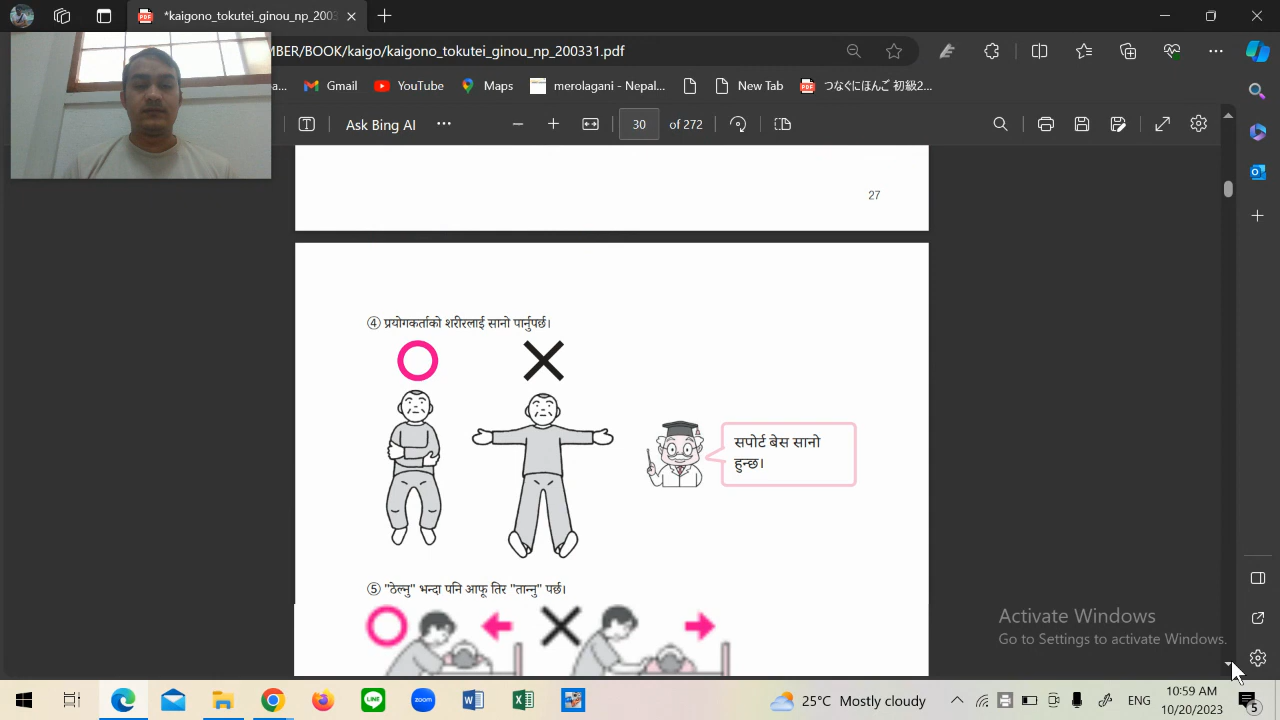 *kaigono_tokutei_ginou_np_200
MBER/BOOK/kaigo/kaigono_tokutei_ginou_np_200331.pdf
a...
Gmail
YouTube
Maps
merolagani - Nepal...
New Tab
つなぐにほんご 初級2...
Ask Bing AI
30 of 272
27
④ प्रयोगकर्ताको शरीरलाई सानो पार्नुपर्छ।
सपोर्ट बेस सानो
हुन्छ।
⑤ "ठेल्नु" भन्दा पनि आफू तिर "तान्नु" पर्छ।
Activate Windows
Go to Settings to activate Windows.
25°C Mostly cloudy
ENG
10:59 AM
10/20/2023
5